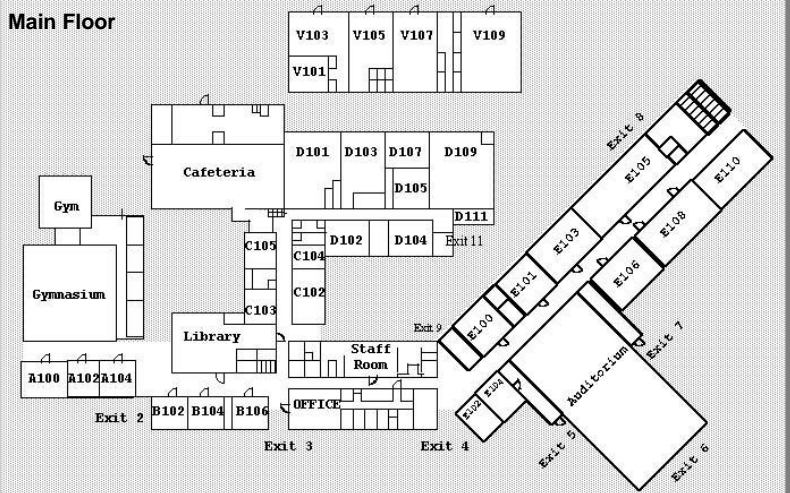 Main Floor
V103
V105
V107
V109
V101
Exit 8
D101
D103
D107
D109
E105
E110
Cafeteria
D105
Gym
D111
E108
D102
D104
Exit 11
E103
C105
C104
E106
E101
Gymnasium
C102
C103
Exit 9
E100
Library
Staff
Room
Exit 7
Auditorium
A100
A102
A104
E104
E102
OFFICE
B102
B104
B106
Exit 2
Exit 3
Exit 4
Exit 5
Exit 6